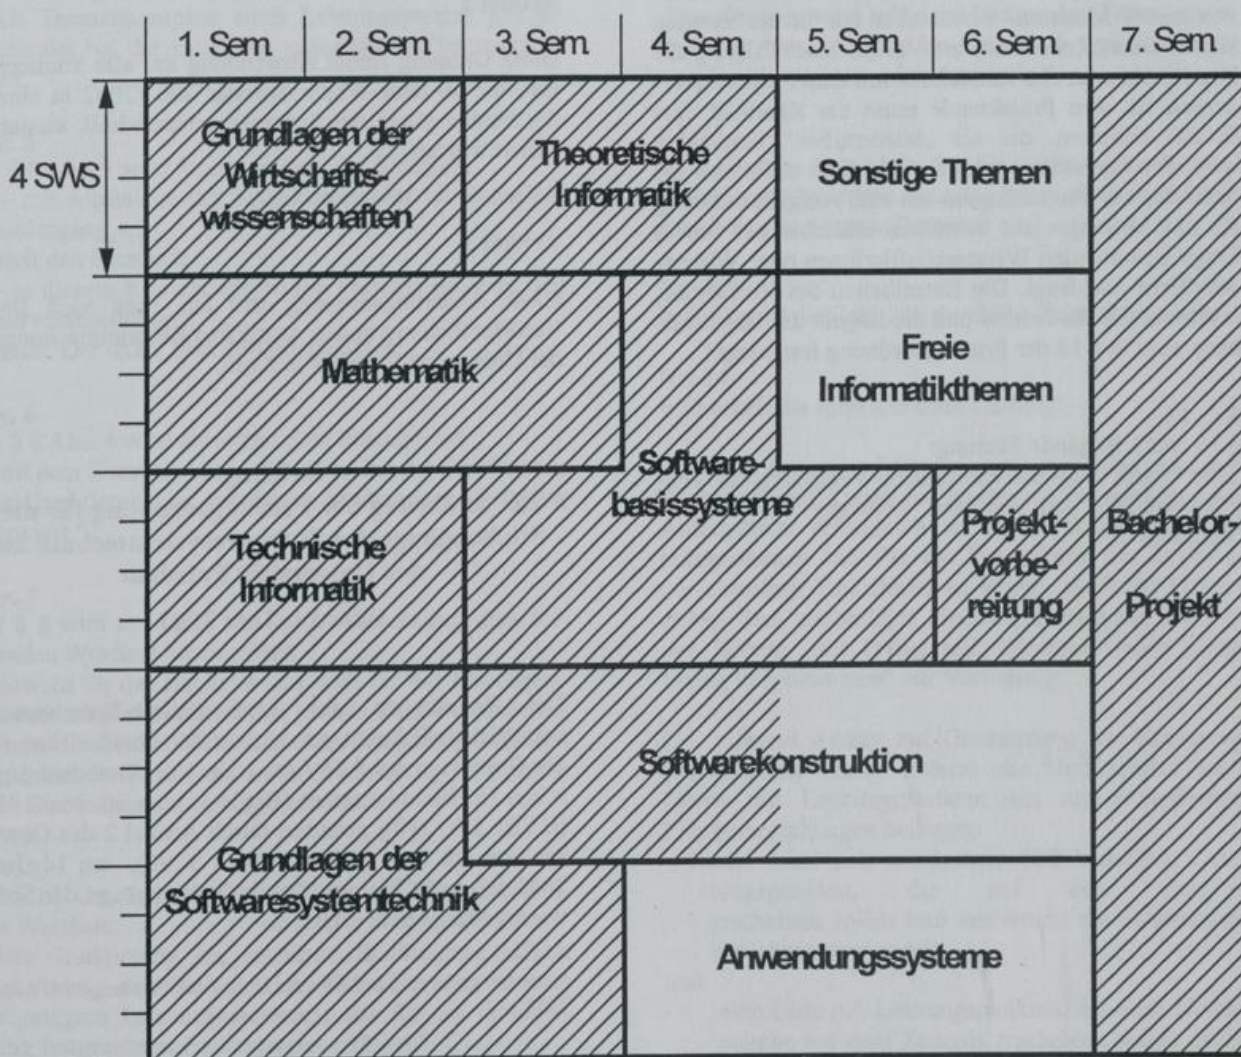 1. Sem.
2. Sem.
3. Sem.
4. Sem.
5. Sem.
6. Sem.
7. Sem.
4 SWS
Grundlagen der
Wirtschafts-
wissenschaften
Theoretische
Informatik
Sonstige Themen
Mathematik
Freie
Informatikthemen
Software-
basissysteme
Technische
Informatik
Projekt-
vorbe-
reitung
Bachelor-
Projekt
Softwarekonstruktion
Grundlagen der
Softwaresystemtechnik
Anwendungssysteme